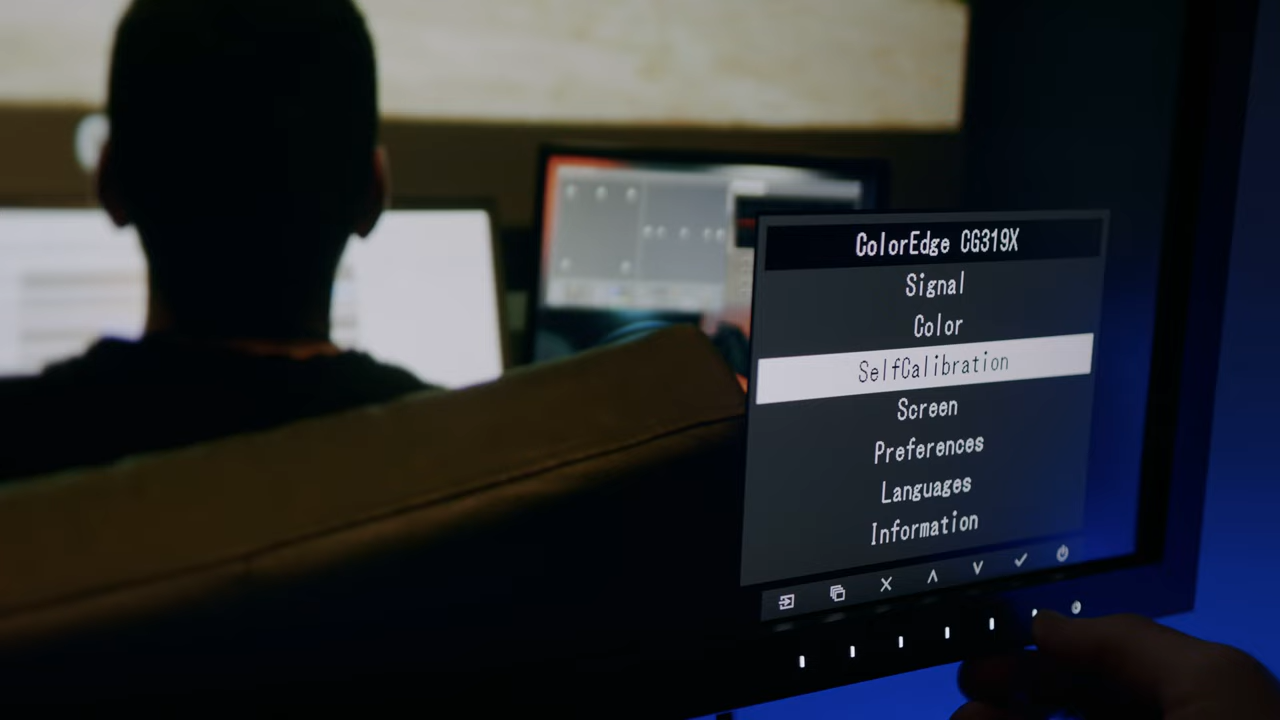 ColorEdge CG319X
Signal
Color
SelfCalibration
Screen
Preferences
Languages
Information